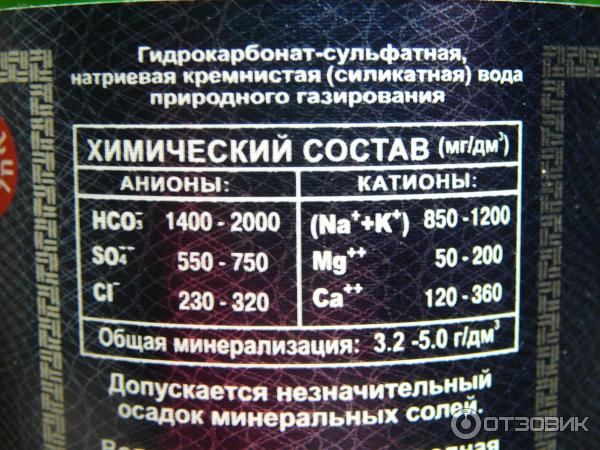 Гидрокарбонат-сульфатная,
натриевая кремнистая (силикатная) вода
природного газирования
ХИМИЧЕСКИЙ СОСТАВ (мг/дм³)
АНИОНЫ: КАТИОНЫ:
HCO₃⁻ 1400 - 2000 (Na⁺+K⁺) 850 -1200
SO₄⁻⁻ 550 - 750 Mg⁺⁺ 50 - 200
Cl⁻ 230 - 320 Ca⁺⁺ 120 - 360
Общая минерализация: 3.2 -5.0 г/дм³
Допускается незначительный
осадок минеральных солей.
ОТЗОВИК